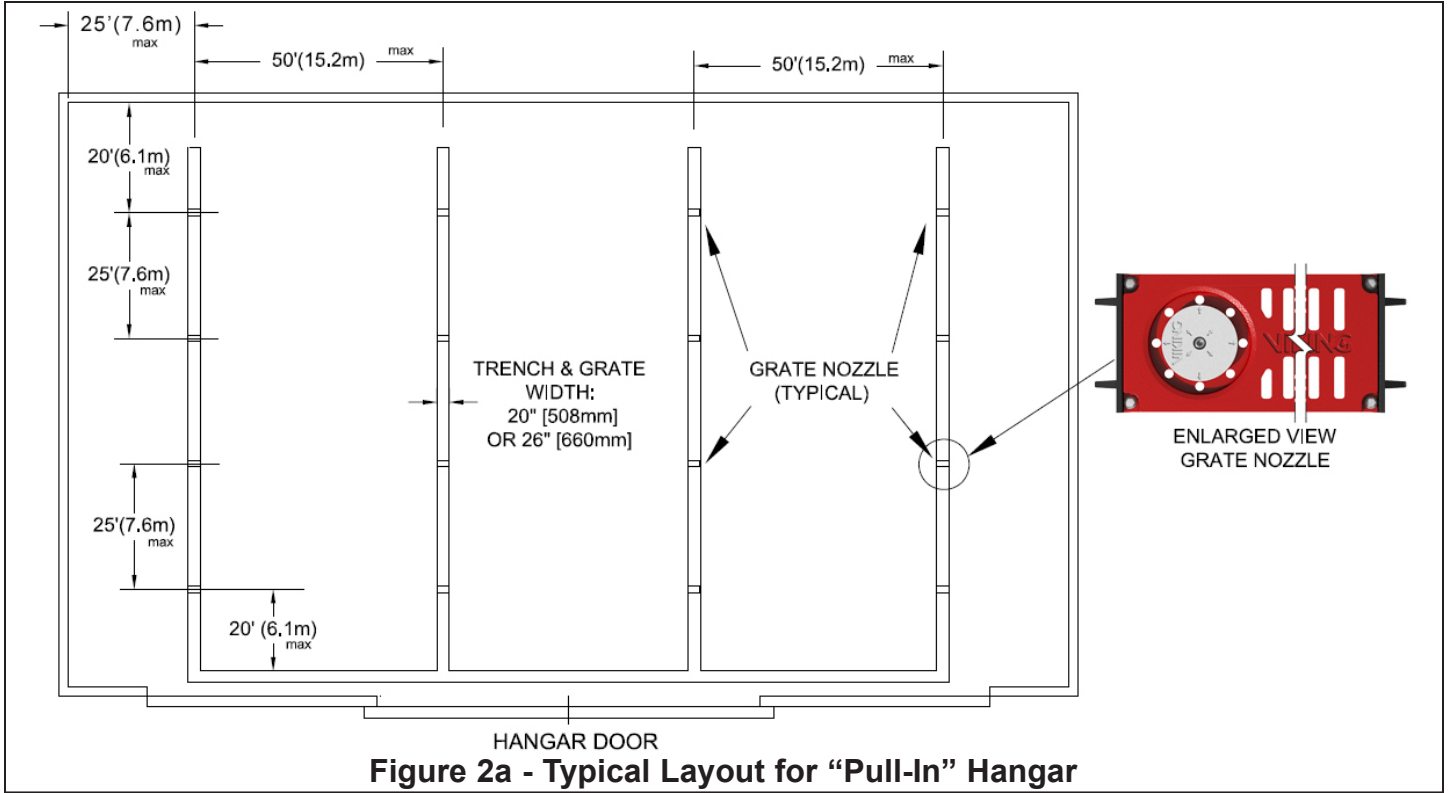 25’(7.6m)
max
50'(15.2m)
max
50'(15.2m)
max
20'(6.1m)
max
25'(7.6m)
max
TRENCH & GRATE
WIDTH:
20" [508mm]
OR 26" [660mm]
GRATE NOZZLE
(TYPICAL)
VIKING
VIKING
ENLARGED VIEW
GRATE NOZZLE
25'(7.6m)
max
20' (6.1m)
max
HANGAR DOOR
Figure 2a - Typical Layout for “Pull-In” Hangar